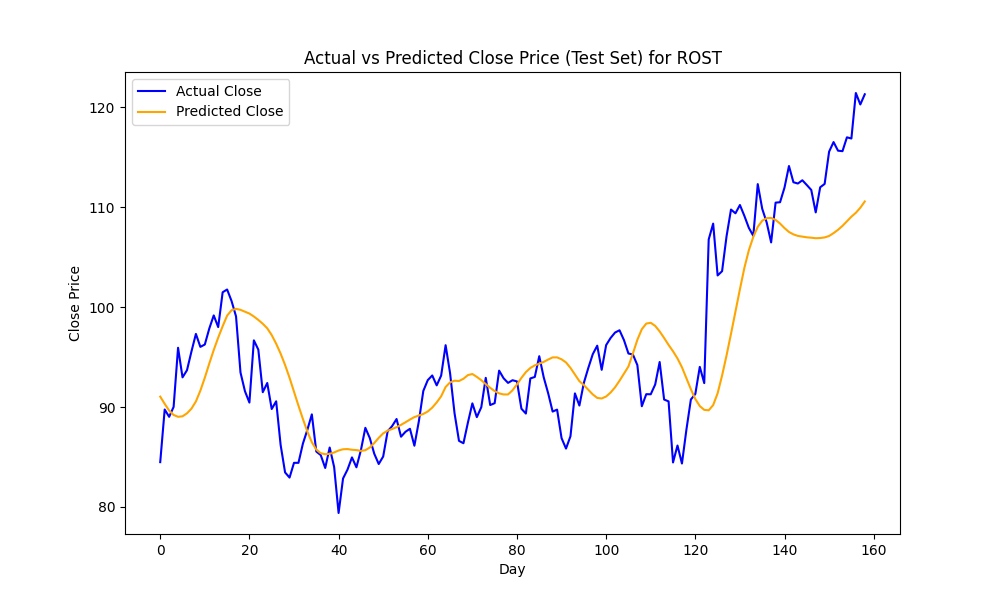 Actual vs Predicted Close Price (Test Set) for ROST
Actual Close
Predicted Close
120
110
100
90
80
Close Price
0 20 40 60 80 100 120 140 160
Day